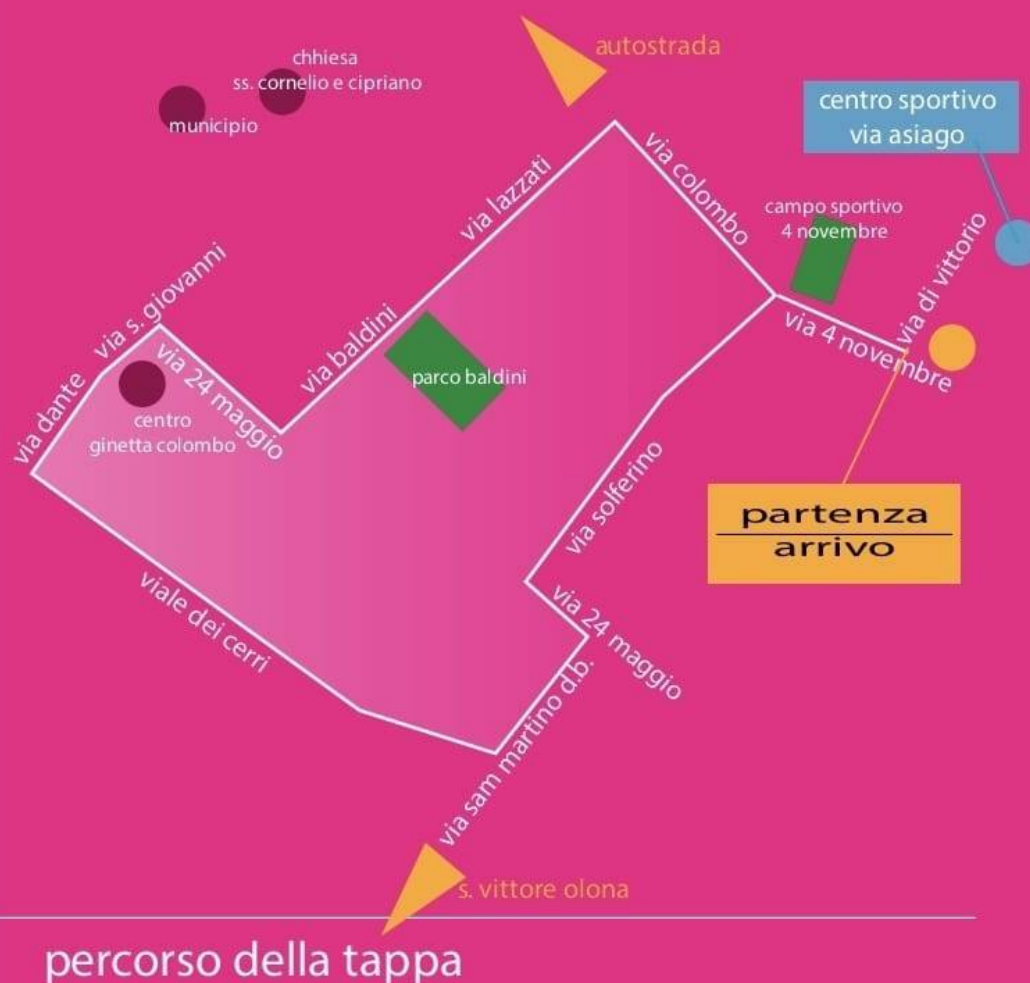 autostrada
chhiesa
ss. cornelio e cipriano
municipio
centro sportivo
via asiago
via lazzati
via colombo
campo sportivo
4 novembre
via di vittorio
via s. giovanni
via 24 maggio
via baldini
via 4 novembre
via dante
centro
ginetta colombo
parco baldini
via solferino
partenza
arrivo
viale dei cerri
via 24 maggio
via sam martino d.b.
s. vittore olona
percorso della tappa